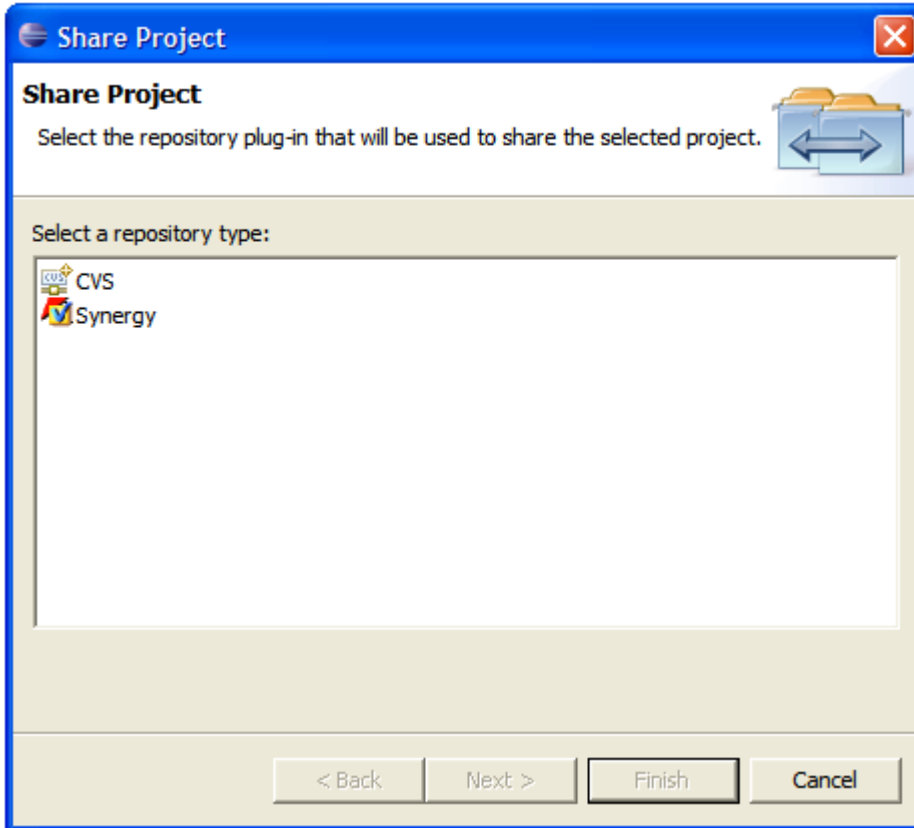 Share Project
Share Project
Select the repository plug-in that will be used to share the selected project.
Select a repository type:
CVS
CVS
Synergy
< Back Next > Finish Cancel